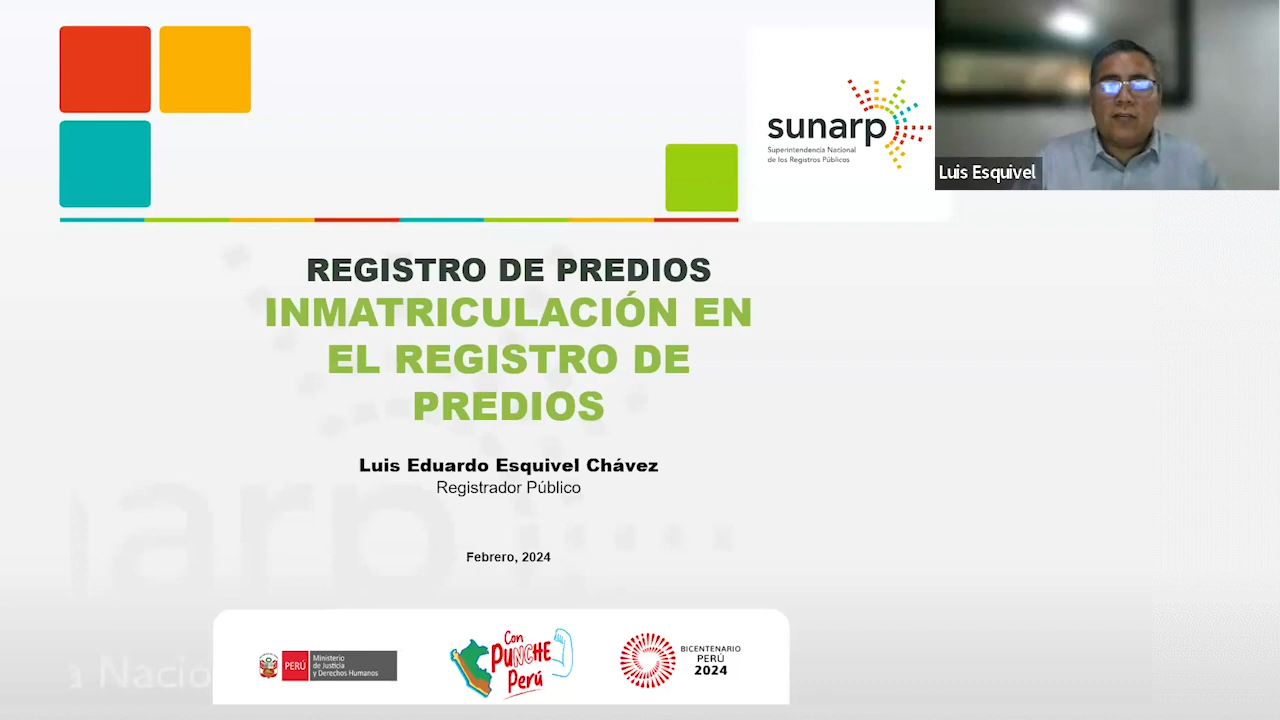 sunarp
Superintendencia Nacional
de los Registros Públicos
Luis Esquivel
REGISTRO DE PREDIOS
INMATRICULACIÓN EN
EL REGISTRO DE
PREDIOS
Luis Eduardo Esquivel Chávez
Registrador Público
Febrero, 2024
arp
Nacio
PERÚ
Ministerio
de Justicia
y Derechos Humanos
Con
PUNCHE
Perú
BICENTENARIO
PERÚ
2024